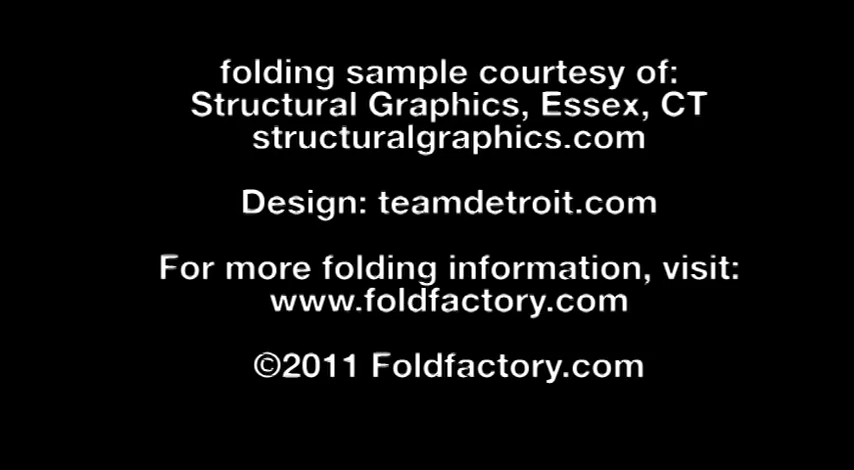 folding sample courtesy of:
Structural Graphics, Essex, CT
structuralgraphics.com
Design: teamdetroit.com
For more folding information, visit:
www.foldfactory.com
©2011 Foldfactory.com